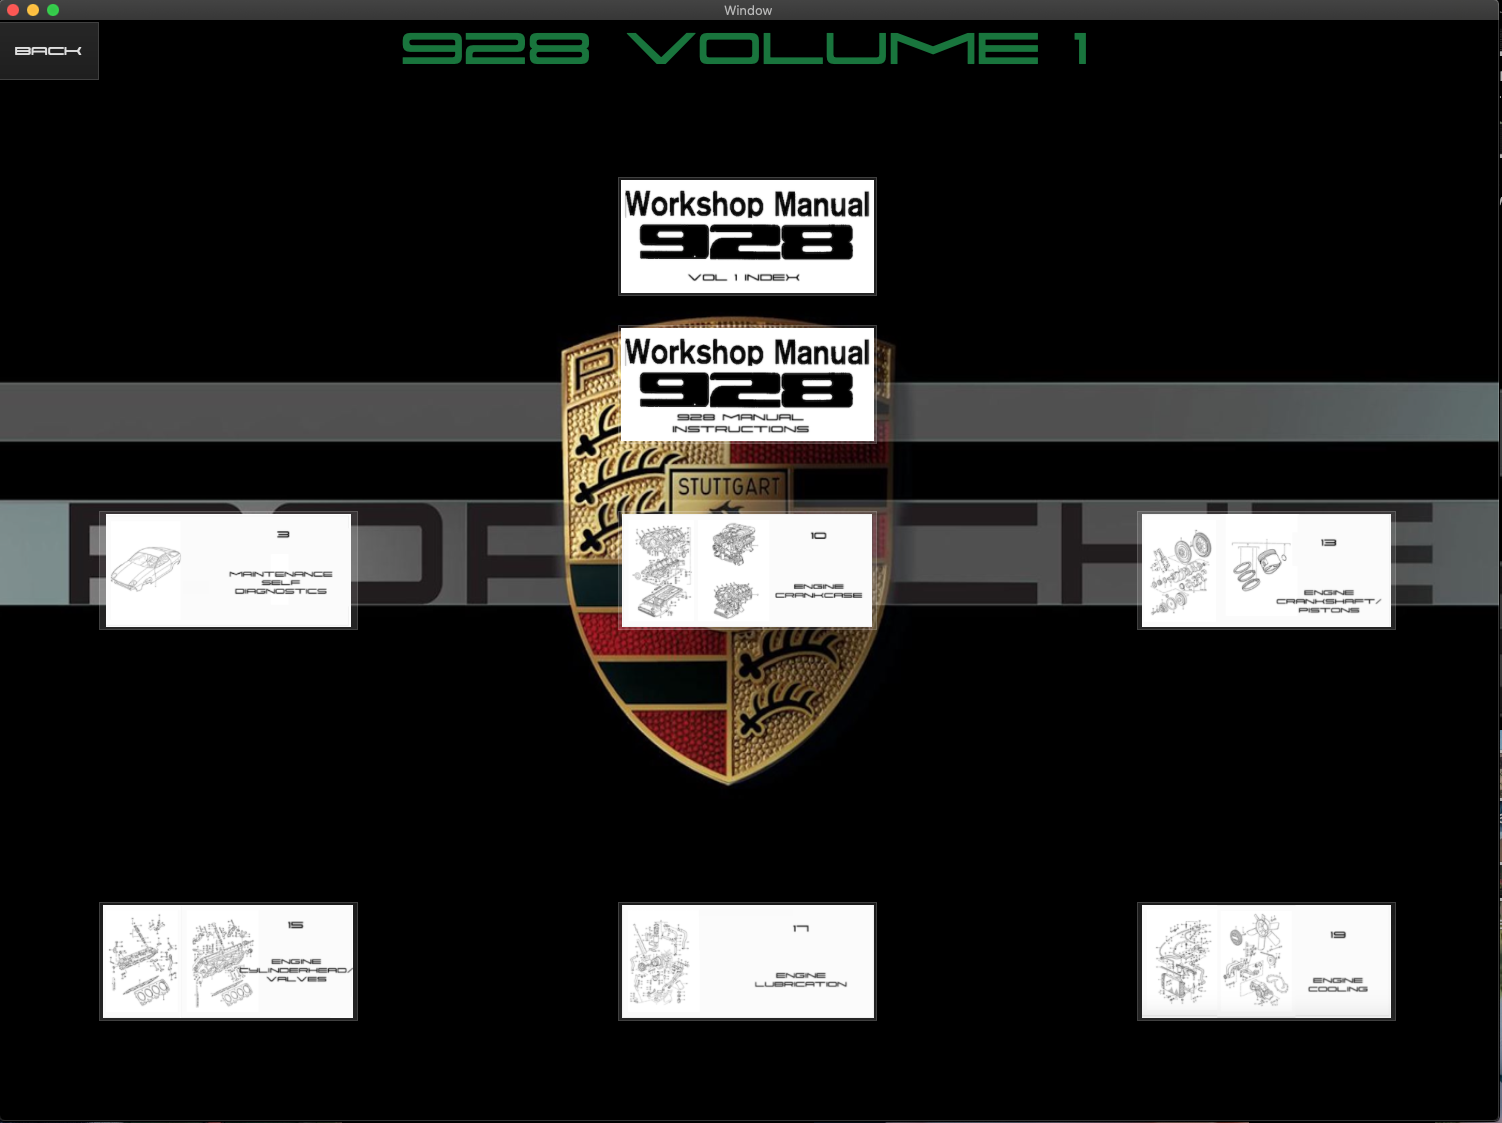 Window
BACK
928 VOLUME 1
Workshop Manual
928
VOL 1 INDEX
Workshop Manual
928
928 MANUAL
INSTRUCTIONS
STUTTGART
3
MAINTENANCE
SELF
DIAGNOSTICS
10
ENGINE
CRANKCASE
13
ENGINE
CRANKSHAFT/
PISTONS
15
ENGINE
CYLINDERHEAD/
VALVES
17
ENGINE
LUBRICATION
19
ENGINE
COOLING